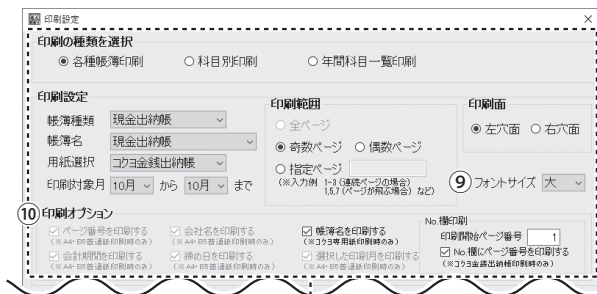 印刷設定
印刷の種類を選択
各種帳簿印刷 科目別印刷 年間科目一覧印刷
印刷設定
帳簿種類 現金出納帳
帳簿名 現金出納帳
用紙選択 コクヨ金銭出納帳
印刷対象月 10月 から 10月 まで
印刷範囲
全ページ
奇数ページ 偶数ページ
指定ページ
(※入力例 1-3 (連続ページの場合)
1,5,7 (ページが飛ぶ場合) など)
印刷面
左穴面 右穴面
⑨ フォントサイズ 大
⑩ 印刷オプション
ページ番号を印刷する
(※A4・B5普通紙印刷時のみ)
会社名を印刷する
(※A4・B5普通紙印刷時のみ)
帳簿名を印刷する
(※コクヨ専用紙印刷時のみ)
会計期間を印刷する
(※A4・B5普通紙印刷時のみ)
締め日を印刷する
(※A4・B5普通紙印刷時のみ)
選択した印刷月を印刷する
(※A4・B5普通紙印刷時のみ)
No.欄印刷
印刷開始ページ番号 1
No.欄にページ番号を印刷する
(※コクヨ金銭出納帳印刷時のみ)